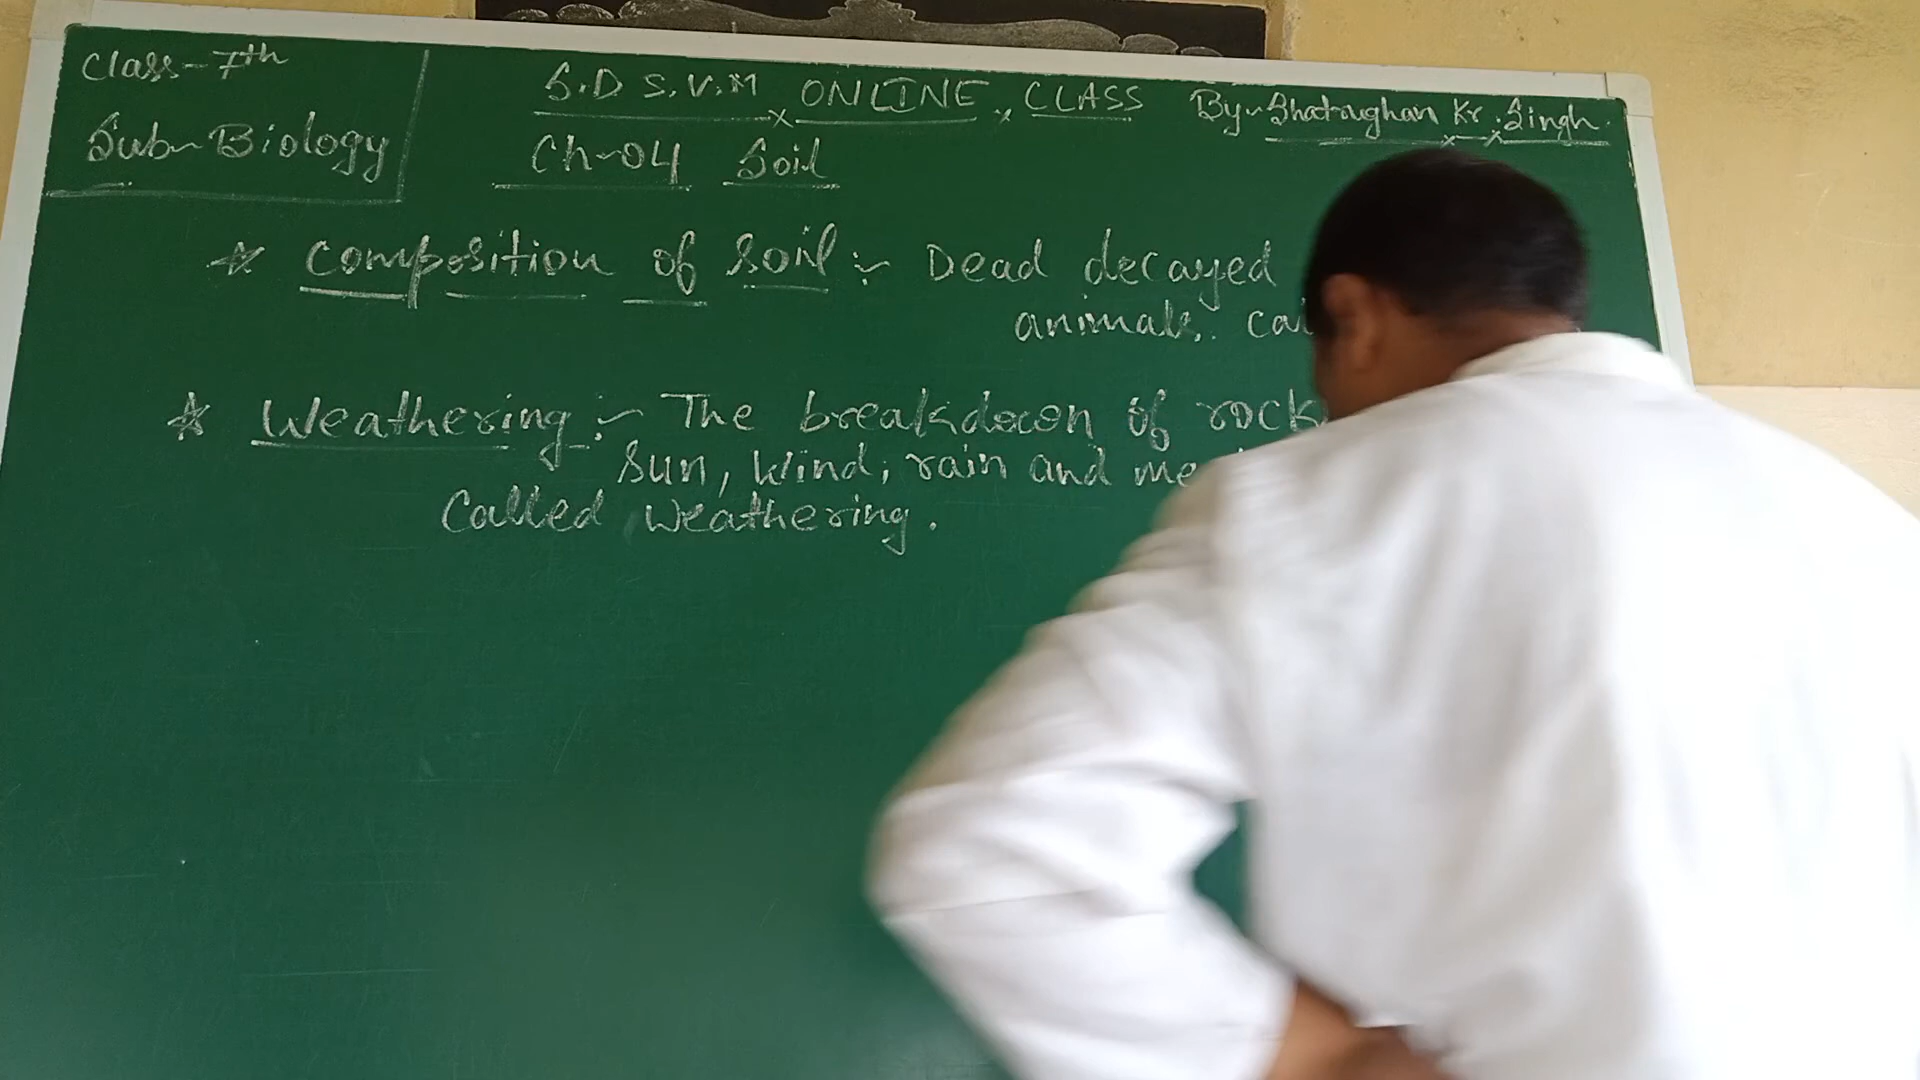 Class-7th
Sub- Biology
S.D S.V.M ONLINE CLASS
By- Shatrughan Kr. Singh.
Ch-04 Soil
* Composition of Soil :- Dead decayed
animals.
* Weathering :- The breakdown of rock
Sun, Wind, rain and
Called Weathering.